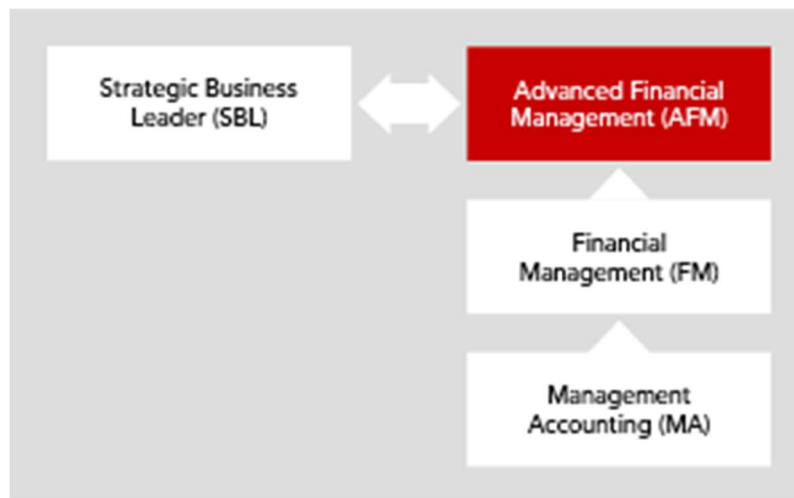 Strategic Business
Leader (SBL)
Advanced Financial
Management (AFM)
Financial
Management (FM)
Management
Accounting (MA)